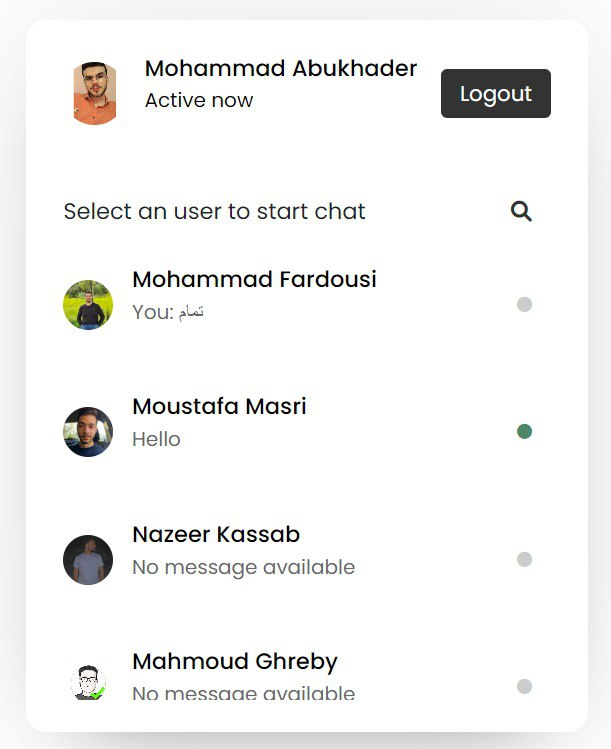 Mohammad Abukhader
Active now
Logout
Select an user to start chat
Mohammad Fardousi
You: تمام
Moustafa Masri
Hello
Nazeer Kassab
No message available
Mahmoud Ghreby
No message available